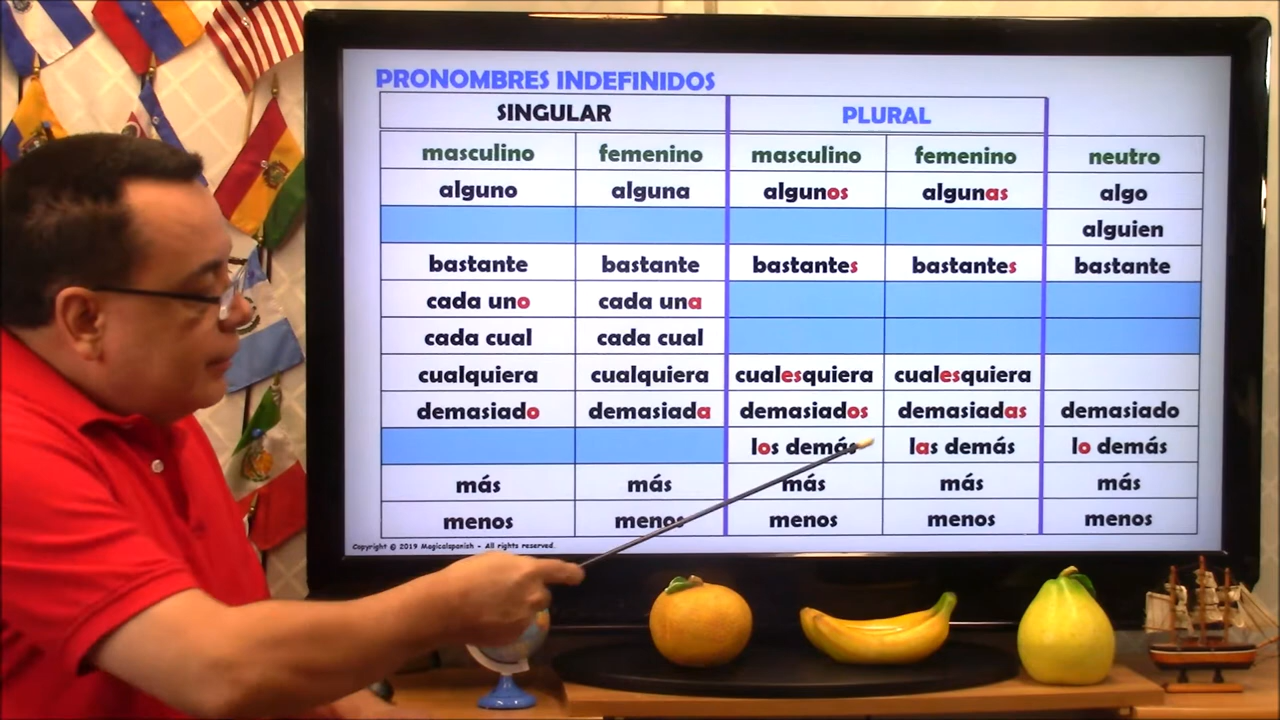 PRONOMBRES INDEFINIDOS
SINGULAR PLURAL
masculino femenino masculino femenino neutro
alguno alguna algunos algunas algo
alguien
bastante bastante bastantes bastantes bastante
cada uno cada una
cada cual cada cual
cualquiera cualquiera cualesquiera cualesquiera
demasiado demasiada demasiados demasiadas demasiado
los demás las demás lo demás
más más más más más
menos menos menos menos menos
Copyright © 2019 Magicalspanish - All rights reserved.